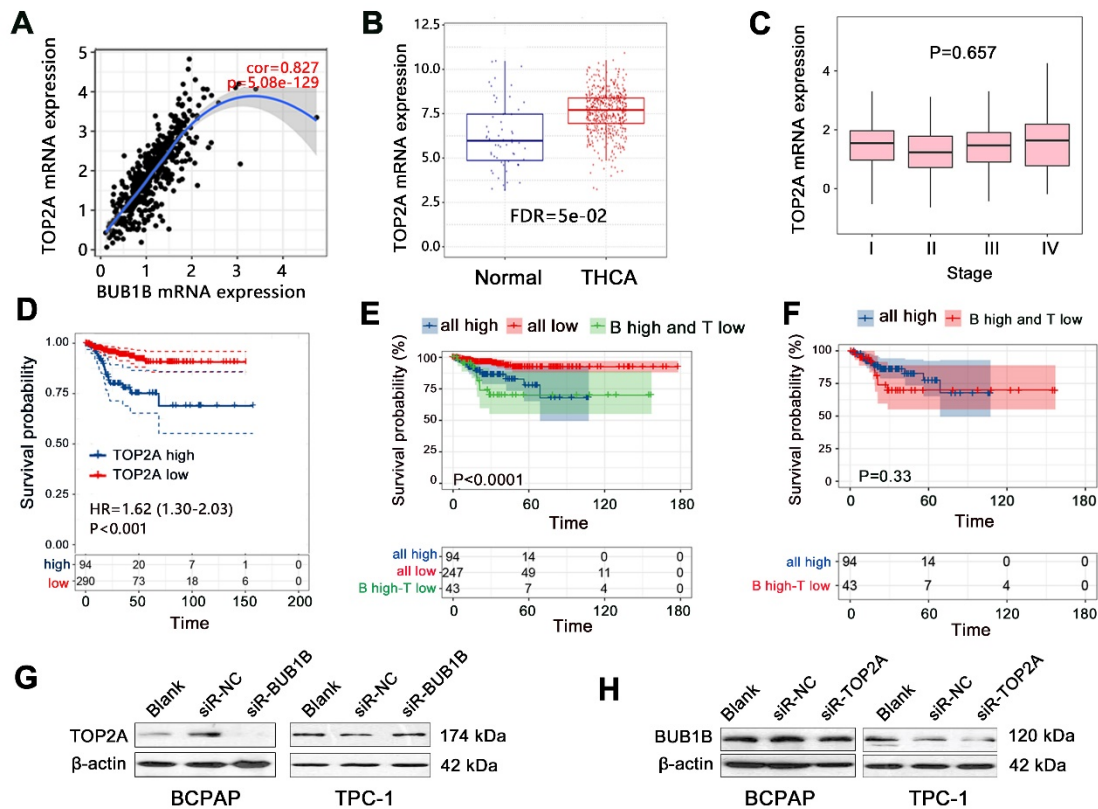 A
TOP2A mRNA expression
5
4
3
2
1
0
cor=0.827
p=5.08e-129
0 1 2 3 4
BUB1B mRNA expression
B
TOP2A mRNA expression
12.5
10.0
7.5
5.0
2.5
0.0
FDR=5e-02
Normal THCA
C
TOP2A mRNA expression
4
2
0
P=0.657
I II III IV
Stage
D
Survival probability
1.00
0.75
0.50
0.25
0.00
TOP2A high
TOP2A low
HR=1.62 (1.30-2.03)
P<0.001
high 94 20 7 1 0
low 290 73 18 6 0
0 50 100 150 200
Time
E
all high all low B high and T low
Survival probability (%)
100
75
50
25
0
P<0.0001
0 60 120 180
Time
all high 94 14 0 0
all low 247 49 11 0
B high-T low 43 7 4 0
0 60 120 180
Time
F
all high B high and T low
Survival probability (%)
100
75
50
25
0
P=0.33
0 60 120 180
Time
all high 94 14 0 0
B high-T low 43 7 4 0
0 60 120 180
Time
G
Blank siR-NC siR-BUB1B Blank siR-NC siR-BUB1B
TOP2A 174 kDa
β-actin 42 kDa
BCPAP TPC-1
H
Blank siR-NC siR-TOP2A Blank siR-NC siR-TOP2A
BUB1B 120 kDa
β-actin 42 kDa
BCPAP TPC-1